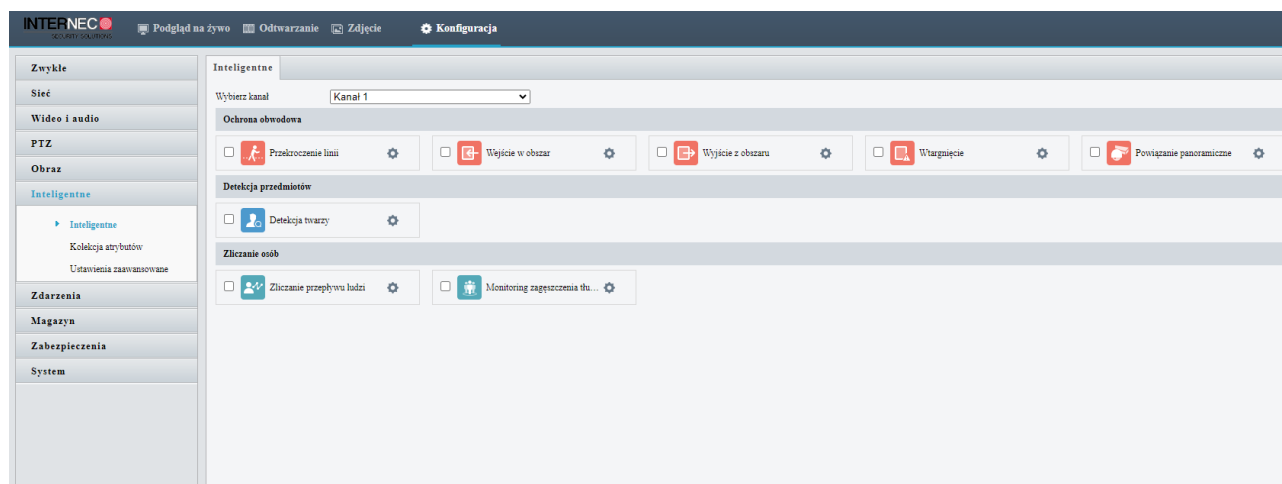 INTERNEC
SECURITY SOLUTIONS
Podgląd na żywo Odtwarzanie Zdjęcie Konfiguracja
Zwykłe
Sieć
Wideo i audio
PTZ
Obraz
Inteligentne
Inteligentne
Kolekcja atrybutów
Ustawienia zaawansowane
Zdarzenia
Magazyn
Zabezpieczenia
System
Inteligentne
Wybierz kanał Kanał 1
Ochrona obwodowa
Przekroczenie linii Wejście w obszar Wyjście z obszaru Wtargnięcie Powiązanie panoramiczne
Detekcja przedmiotów
Detekcja twarzy
Zliczanie osób
Zliczanie przepływu ludzi Monitoring zagęszczenia tłu...